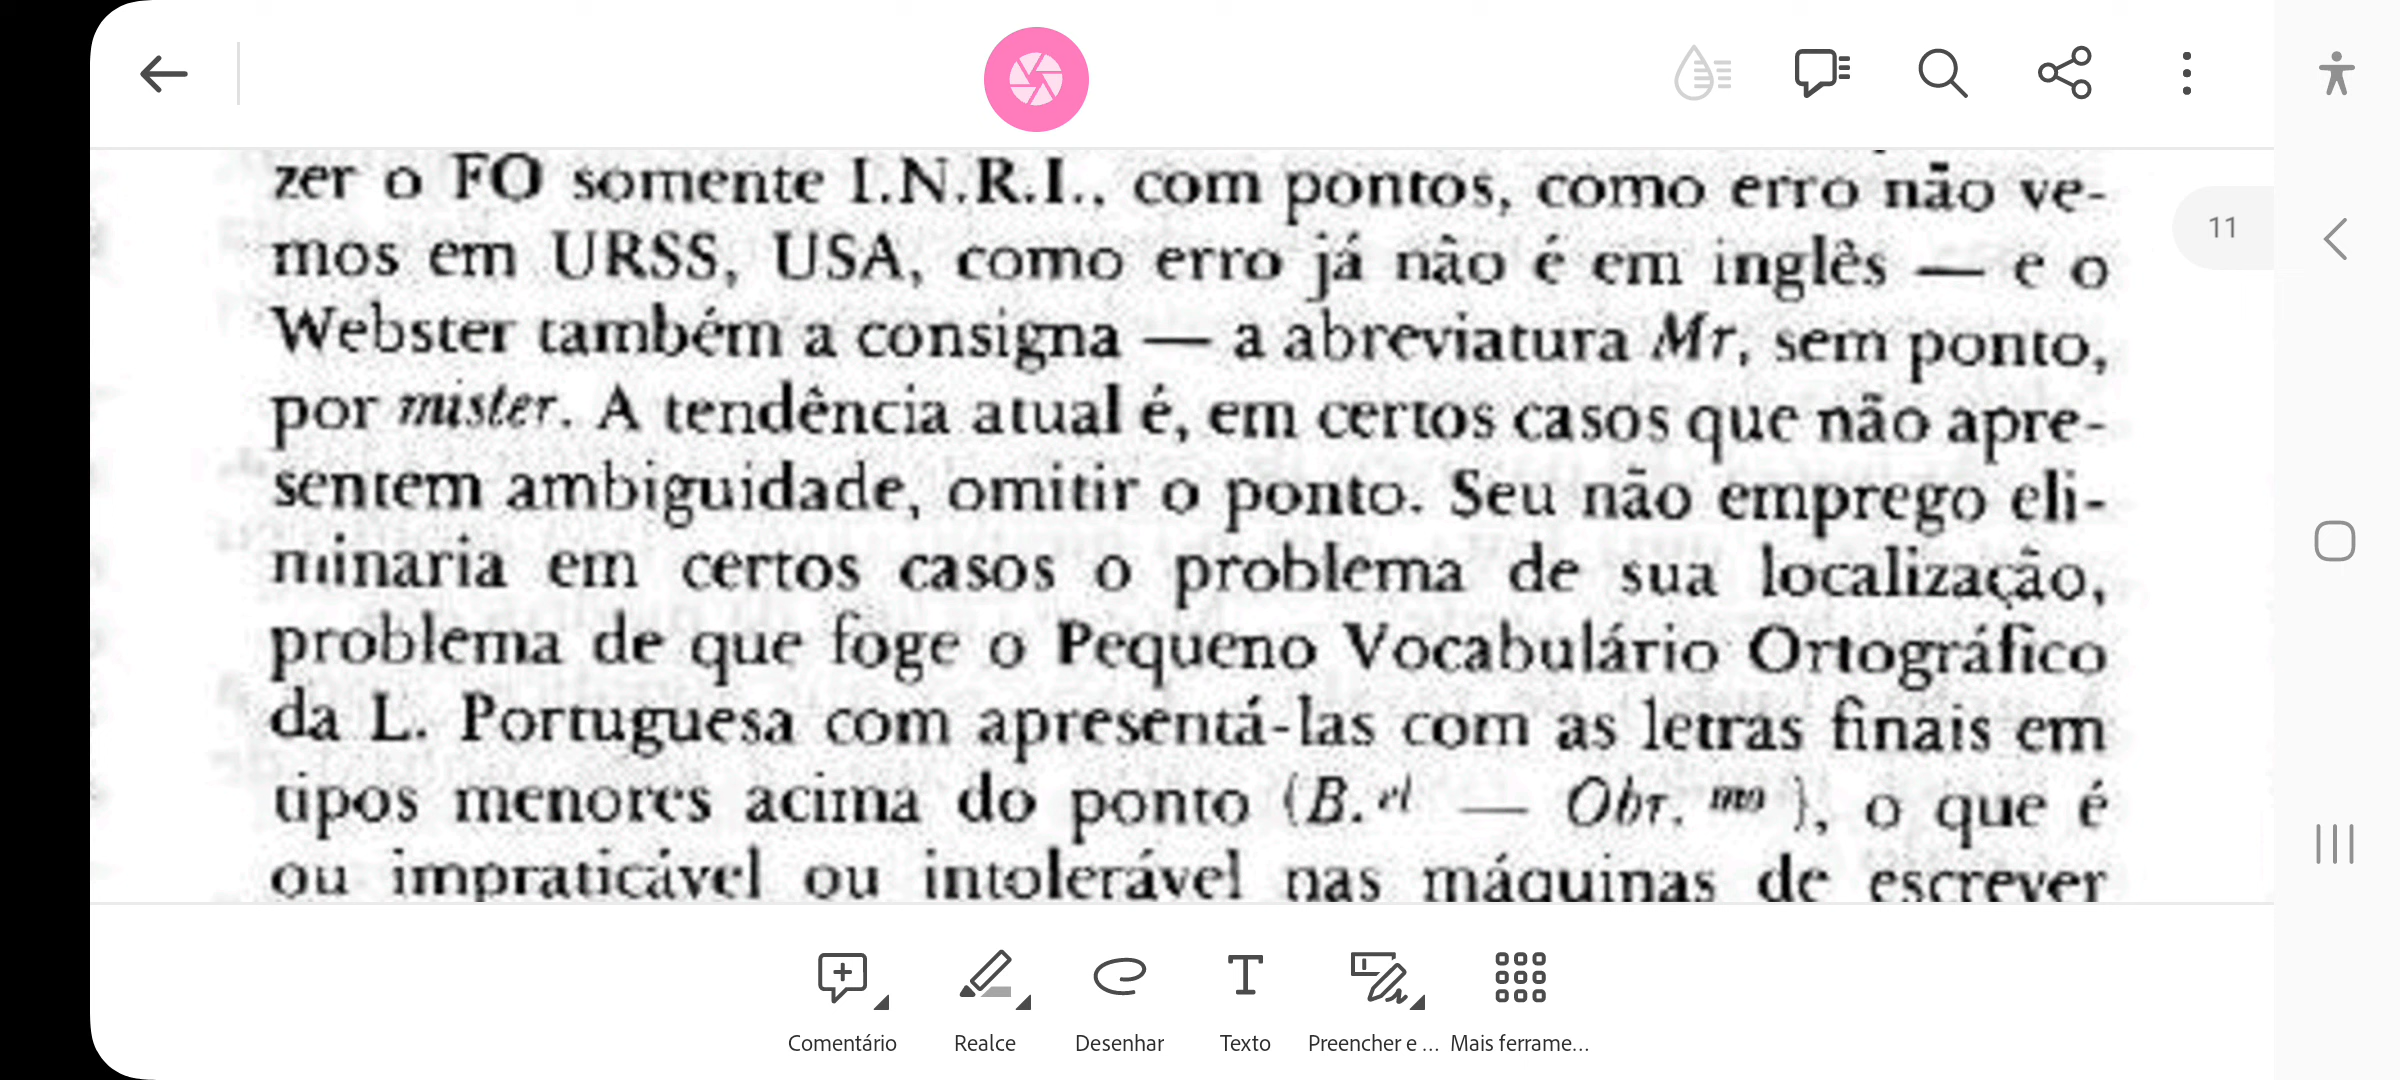 11
zer o FO somente I.N.R.I., com pontos, como erro não ve-
mos em URSS, USA, como erro já não é em inglês — e o
Webster também a consigna — a abreviatura Mr, sem ponto,
por mister. A tendência atual é, em certos casos que não apre-
sentem ambiguidade, omitir o ponto. Seu não emprego eli-
minaria em certos casos o problema de sua localização,
problema de que foge o Pequeno Vocabulário Ortográfico
da L. Portuguesa com apresentá-las com as letras finais em
tipos menores acima do ponto (B.el — Obr.mo), o que é
ou impraticável ou intolerável nas máquinas de escrever
Comentário
Realce
Desenhar
Texto
Preencher e ...
Mais ferrame...